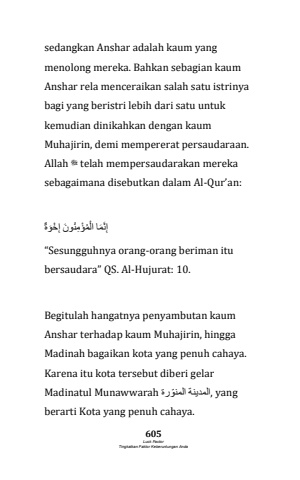 sedangkan Anshar adalah kaum yang
menolong mereka. Bahkan sebagian kaum
Anshar rela menceraikan salah satu istrinya
bagi yang beristri lebih dari satu untuk
kemudian dinikahkan dengan kaum
Muhajirin, demi mempererat persaudaraan.
Allah ﷻ telah mempersaudarakan mereka
sebagaimana disebutkan dalam Al-Qur’an:
إِنَّمَا الْمُؤْمِنُونَ إِخْوَةٌ
“Sesungguhnya orang-orang beriman itu
bersaudara” QS. Al-Hujurat: 10.
Begitulah hangatnya penyambutan kaum
Anshar terhadap kaum Muhajirin, hingga
Madinah bagaikan kota yang penuh cahaya.
Karena itu kota tersebut diberi gelar
Madinatul Munawwarah المدينة المنوّرة, yang
berarti Kota yang penuh cahaya.
605
Luck Factor
Tingkatkan Faktor Keberuntungan Anda